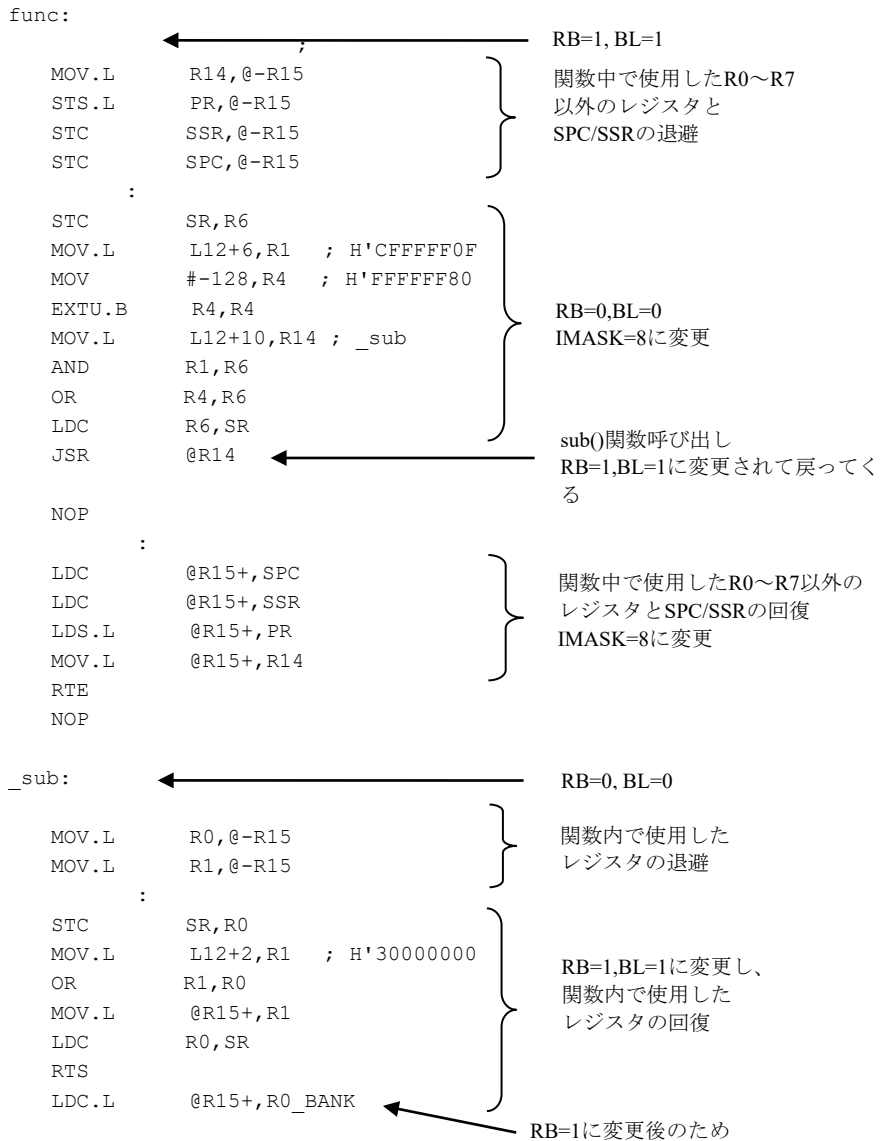 func:
RB=1, BL=1
;
MOV.L R14,@-R15
STS.L PR,@-R15
STC SSR,@-R15
STC SPC,@-R15
関数中で使用したR0～R7
以外のレジスタと
SPC/SSRの退避
:
STC SR,R6
MOV.L L12+6,R1 ; H'CFFFFF0F
MOV #-128,R4 ; H'FFFFFF80
EXTU.B R4,R4
MOV.L L12+10,R14 ; _sub
AND R1,R6
OR R4,R6
LDC R6,SR
RB=0,BL=0
IMASK=8に変更
JSR @R14
sub()関数呼び出し
RB=1,BL=1に変更されて戻ってく
る
NOP
:
LDC @R15+,SPC
LDC @R15+,SSR
LDS.L @R15+,PR
MOV.L @R15+,R14
RTE
NOP
関数中で使用したR0～R7以外の
レジスタとSPC/SSRの回復
IMASK=8に変更
_sub:
RB=0, BL=0
MOV.L R0,@-R15
MOV.L R1,@-R15
関数内で使用した
レジスタの退避
:
STC SR,R0
MOV.L L12+2,R1 ; H'30000000
OR R1,R0
MOV.L @R15+,R1
LDC R0,SR
RTS
LDC.L @R15+,R0_BANK
RB=1,BL=1に変更し、
関数内で使用した
レジスタの回復
RB=1に変更後のため